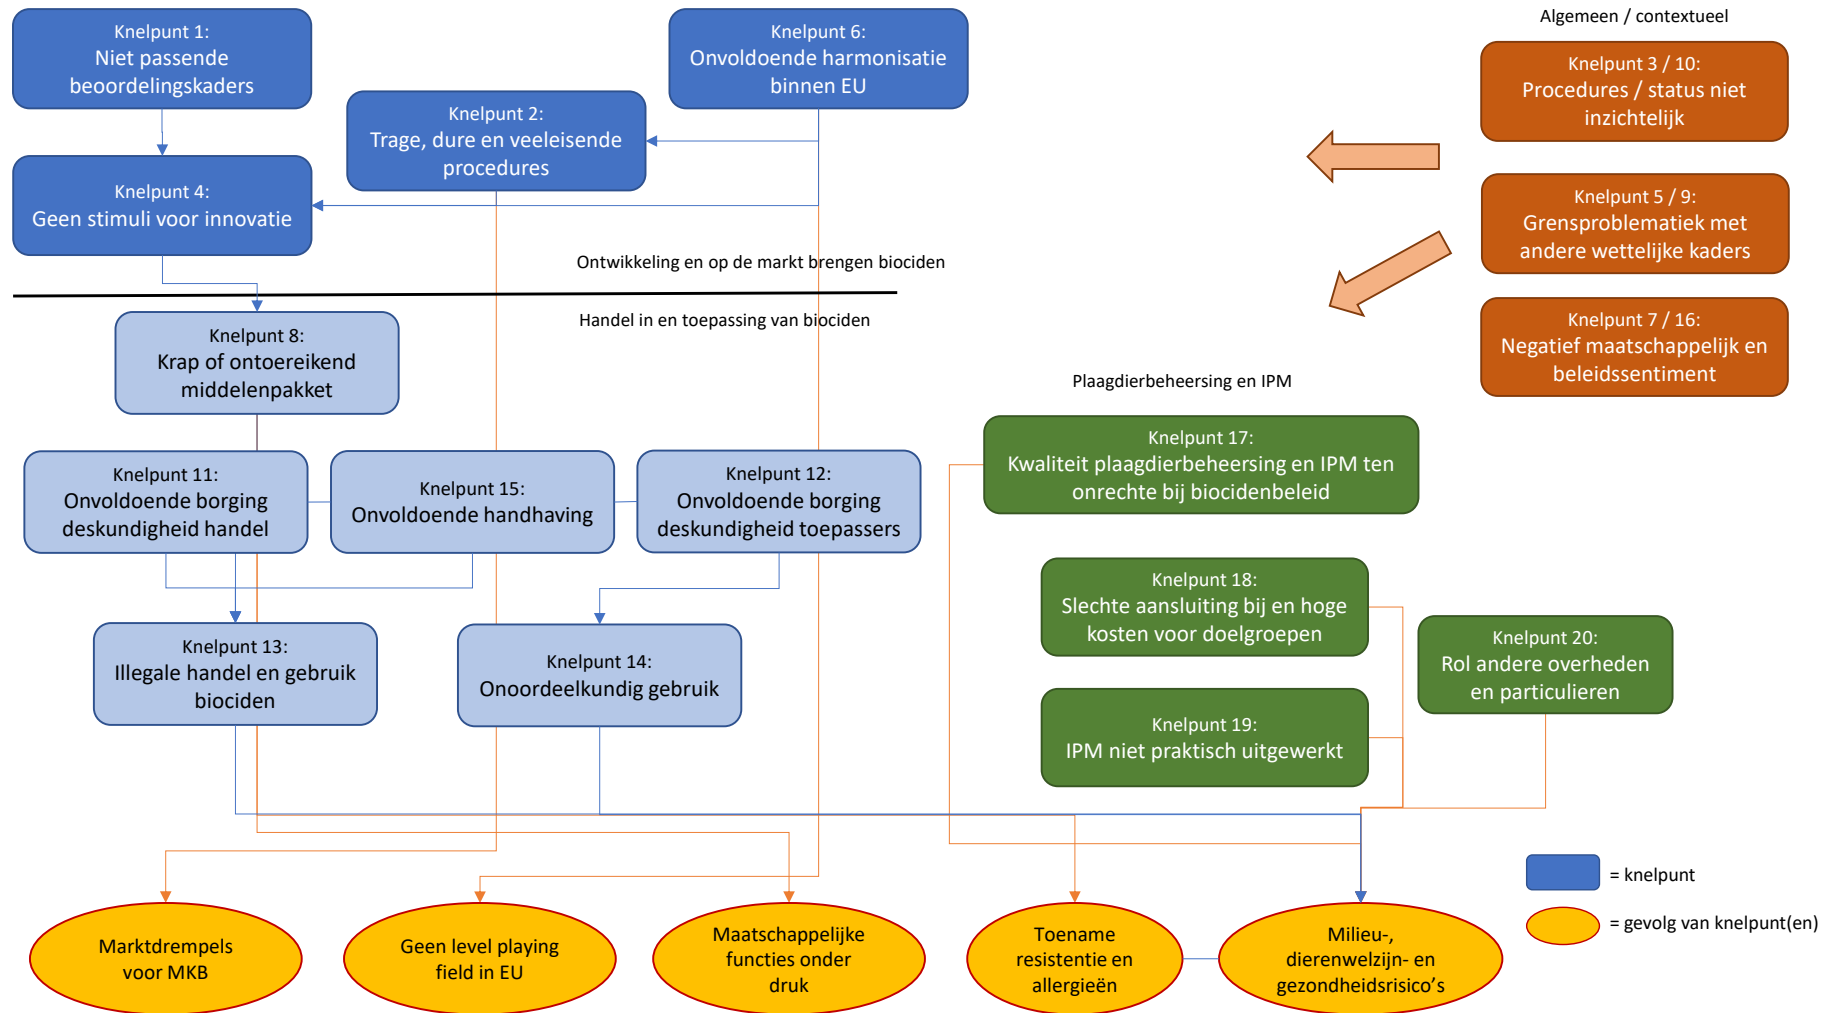 Knelpunt 1:
Niet passende
beoordelingskaders
Knelpunt 6:
Onvoldoende harmonisatie
binnen EU
Knelpunt 2:
Trage, dure en veeleisende
procedures
Knelpunt 4:
Geen stimuli voor innovatie
Ontwikkeling en op de markt brengen biociden
Handel in en toepassing van biociden
Knelpunt 8:
Krap of ontoereikend
middelenpakket
Knelpunt 11:
Onvoldoende borging
deskundigheid handel
Knelpunt 15:
Onvoldoende handhaving
Knelpunt 12:
Onvoldoende borging
deskundigheid toepassers
Knelpunt 13:
Illegale handel en gebruik
biociden
Knelpunt 14:
Onoordeelkundig gebruik
Algemeen / contextueel
Knelpunt 3 / 10:
Procedures / status niet
inzichtelijk
Knelpunt 5 / 9:
Grensproblematiek met
andere wettelijke kaders
Knelpunt 7 / 16:
Negatief maatschappelijk en
beleidssentiment
Plaagdierbeheersing en IPM
Knelpunt 17:
Kwaliteit plaagdierbeheersing en IPM ten
onrechte bij biocidenbeleid
Knelpunt 18:
Slechte aansluiting bij en hoge
kosten voor doelgroepen
Knelpunt 19:
IPM niet praktisch uitgewerkt
Knelpunt 20:
Rol andere overheden
en particulieren
Marktdrempels
voor MKB
Geen level playing
field in EU
Maatschappelijke
functies onder
druk
Toename
resistentie en
allergieën
Milieu-,
dierenwelzijn- en
gezondheidsrisico's
= knelpunt
= gevolg van knelpunt(en)